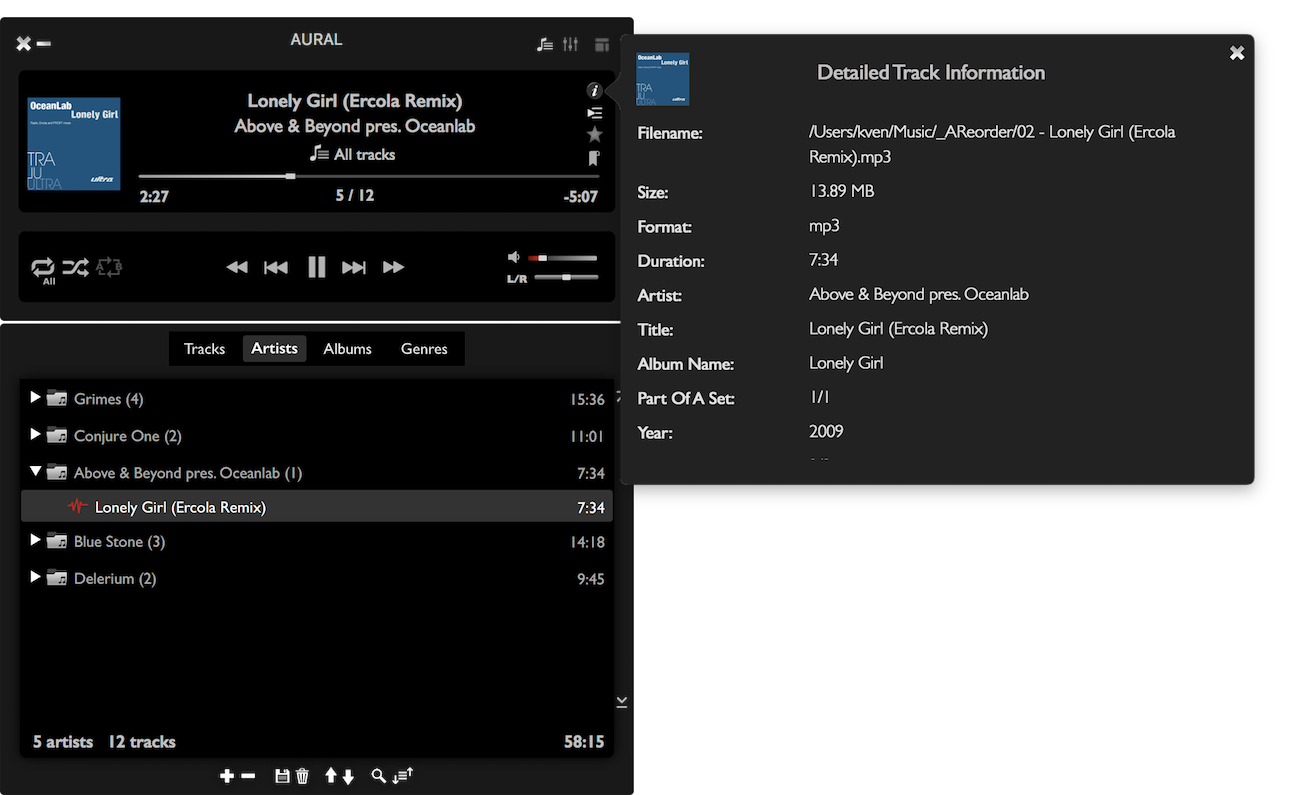 AURAL
OceanLab
Lonely Girl
TRA
JU
ULTRA
ultra
Lonely Girl (Ercola Remix)
Above & Beyond pres. Oceanlab
All tracks
2:27
5 / 12
-5:07
All
A B
L/R
Tracks Artists Albums Genres
Grimes (4) 15:36
Conjure One (2) 11:01
Above & Beyond pres. Oceanlab (1) 7:34
Lonely Girl (Ercola Remix) 7:34
Blue Stone (3) 14:18
Delerium (2) 9:45
5 artists 12 tracks 58:15
OceanLab
Lonely Girl
TRA
JU
ULTRA
ultra
Detailed Track Information
Filename: /Users/kven/Music/_AReorder/02 - Lonely Girl (Ercola
Remix).mp3
Size: 13.89 MB
Format: mp3
Duration: 7:34
Artist: Above & Beyond pres. Oceanlab
Title: Lonely Girl (Ercola Remix)
Album Name: Lonely Girl
Part Of A Set: 1/1
Year: 2009